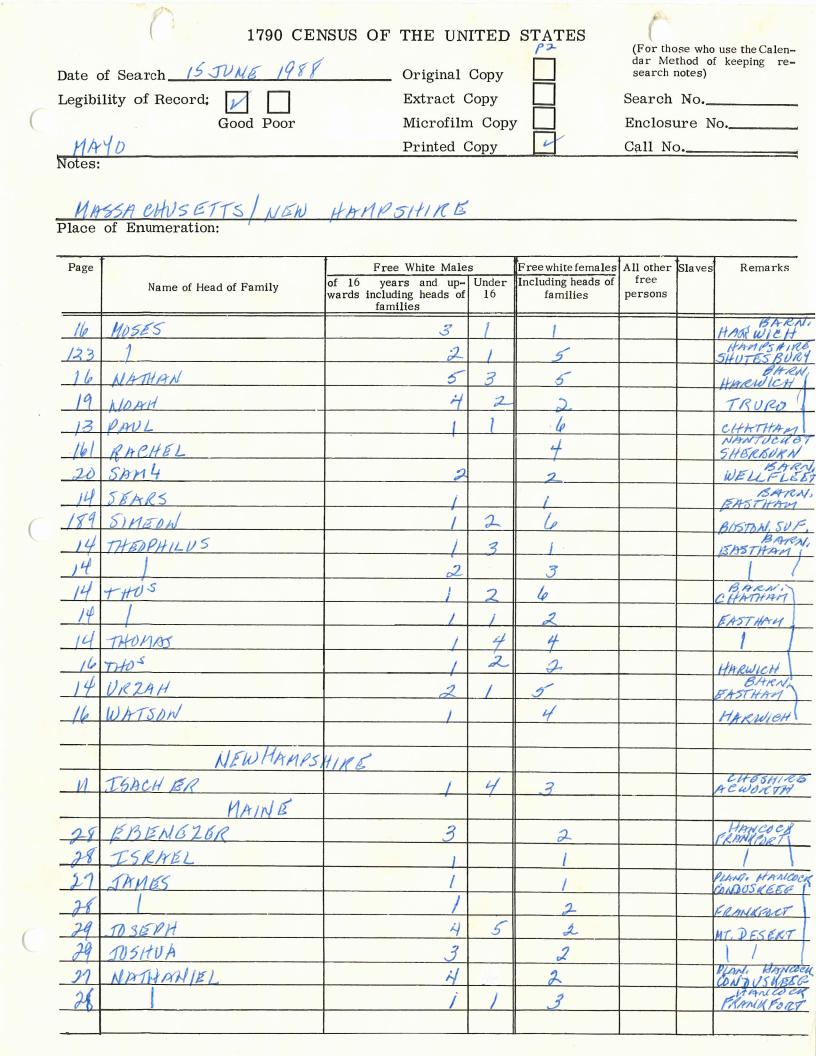 1790 CENSUS OF THE UNITED STATES
P2
(For those who use the Calen-
dar Method of keeping re-
search notes)
Date of Search 15 JUNE 1988
Original Copy
Legibility of Record: ✓
Extract Copy
Search No.
Good Poor
Microfilm Copy
Enclosure No.
MAYO
Printed Copy ✓
Call No.
Notes:
MASSACHUSETTS/NEW HAMPSHIRE
Place of Enumeration:
Page Name of Head of Family Free White Males of 16 years and up-wards including heads of families Under 16 Free white females Including heads of families All other free persons Slaves Remarks
16 MOSES 3 1 1 BARN. HARWICH
123 " 2 1 5 HAMPSHIRE SHUTESBURY
16 NATHAN 5 3 5 BARN. HARWICH
19 NOAH 4 2 2 TRURO
13 PAUL 1 1 6 CHATHAM
161 RACHEL 4 NANTUCKET SHERBURN
20 SAML 2 2 BARN. WELLFLEET
14 SEARS 1 1 BARN. EASTHAM
189 SIMEON 1 2 6 BOSTON, SUF.
14 THEOPHILUS 1 3 1 BARN. EASTHAM
14 | 2 3 |
14 THOS 1 2 6 BARN. CHATHAM
14 | 1 1 2 EASTHAM
14 THOMAS 1 4 4 |
16 THOS 1 2 2 HARWICH
14 URZAH 2 1 5 BARN. EASTHAM
16 WATSON 1 4 HARWICH
NEW HAMPSHIRE
11 ISACHER 1 4 3 CHESHIRE ACWORTH
MAINE
28 EBENEZER 3 2 HANCOCK FRANKFORT
28 ISRAEL 1 1 |
27 JAMES 1 1 PLAN. HANCOCK CONDUSKEEG
28 | 1 2 FRANKFORT
29 JOSEPH 4 5 2 MT. DESERT
29 JOSHUA 3 2 |
27 NATHANIEL 4 2 PLAN. HANCOCK CONDUSKEEG
28 | 1 1 3 HANCOCK FRANKFORT